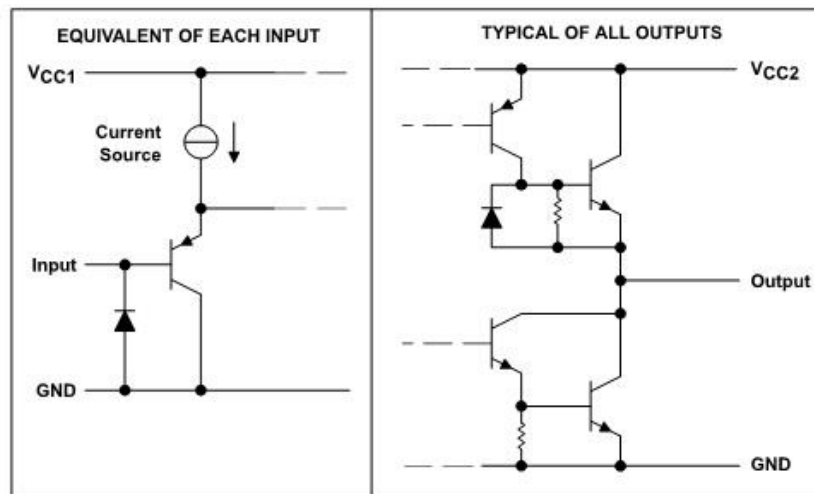 EQUIVALENT OF EACH INPUT
VCC1
Current
Source
Input
GND
TYPICAL OF ALL OUTPUTS
VCC2
Output
GND